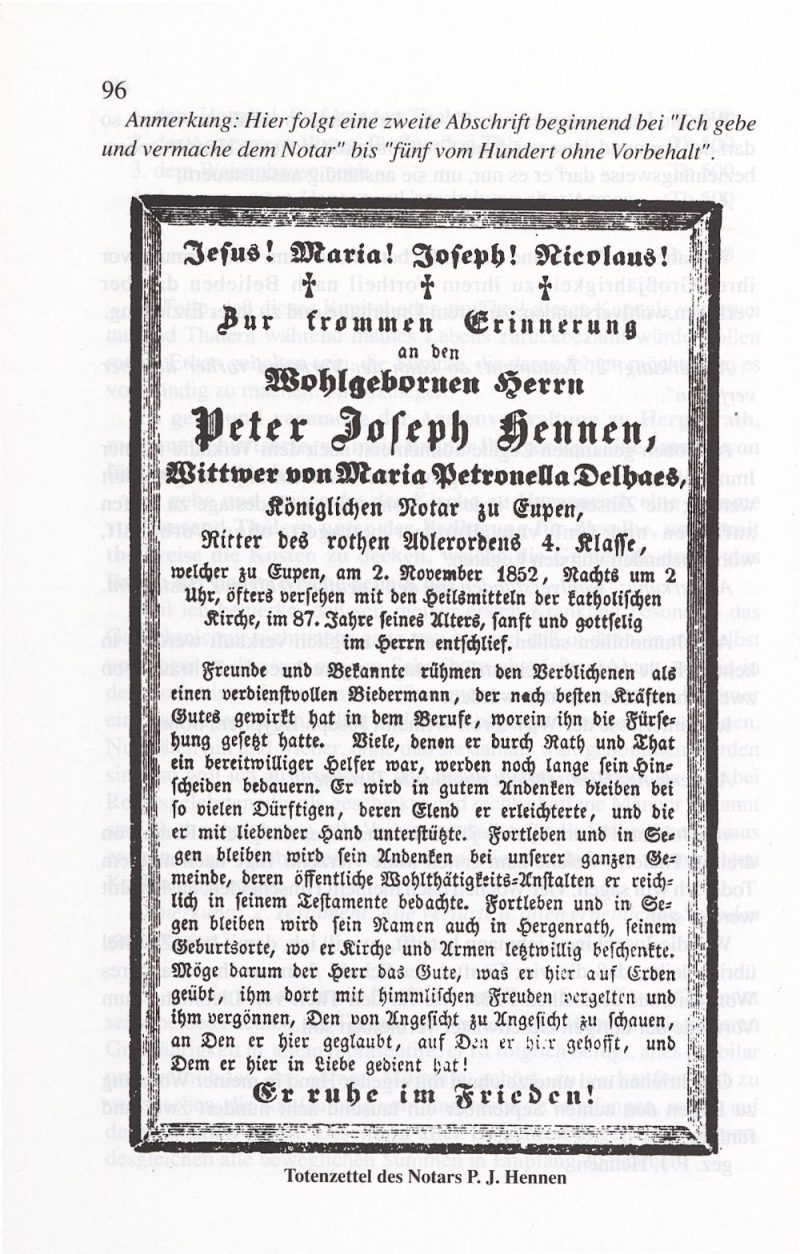 96
Anmerkung: Hier folgt eine zweite Abschrift beginnend bei "Ich gebe
und vermache dem Notar" bis "fünf vom Hundert ohne Vorbehalt".
Jesus! Maria! Joseph! Nicolaus!
† † †
Zur frommen Erinnerung
an den
Wohlgebornen Herrn
Peter Joseph Hennen,
Wittwer von Maria Petronella Delhaes,
Königlichen Notar zu Eupen,
Ritter des rothen Adlerordens 4. Klasse,
welcher zu Eupen, am 2. November 1852, Nachts um 2
Uhr, öfters versehen mit den Heilsmitteln der katholischen
Kirche, im 87. Jahre seines Alters, sanft und gottselig
im Herrn entschlief.
Freunde und Bekannte rühmen den Verblichenen als
einen verdienstvollen Biedermann, der nach besten Kräften
Gutes gewirkt hat in dem Berufe, worein ihn die Fürse-
hung gesetzt hatte. Viele, denen er durch Rath und That
ein bereitwilliger Helfer war, werden noch lange sein Hin-
scheiden bedauern. Er wird in gutem Andenken bleiben bei
so vielen Dürftigen, deren Elend er erleichterte, und die
er mit liebender Hand unterstützte. Fortleben und in Se-
gen bleiben wird sein Andenken bei unserer ganzen Ge-
meinde, deren öffentliche Wohlthätigkeits-Anstalten er reich-
lich in seinem Testamente bedachte. Fortleben und in Se-
gen bleiben wird sein Namen auch in Hergenrath, seinem
Geburtsorte, wo er Kirche und Armen letztwillig beschenkte.
Möge darum der Herr das Gute, was er hier auf Erden
geübt, ihm dort mit himmlischen Freuden vergelten und
ihm vergönnen, Den von Angesicht zu Angesicht zu schauen,
an Den er hier geglaubt, auf Den er hier gehofft, und
Dem er hier in Liebe gedient hat!
Er ruhe im Frieden!
Totenzettel des Notars P. J. Hennen